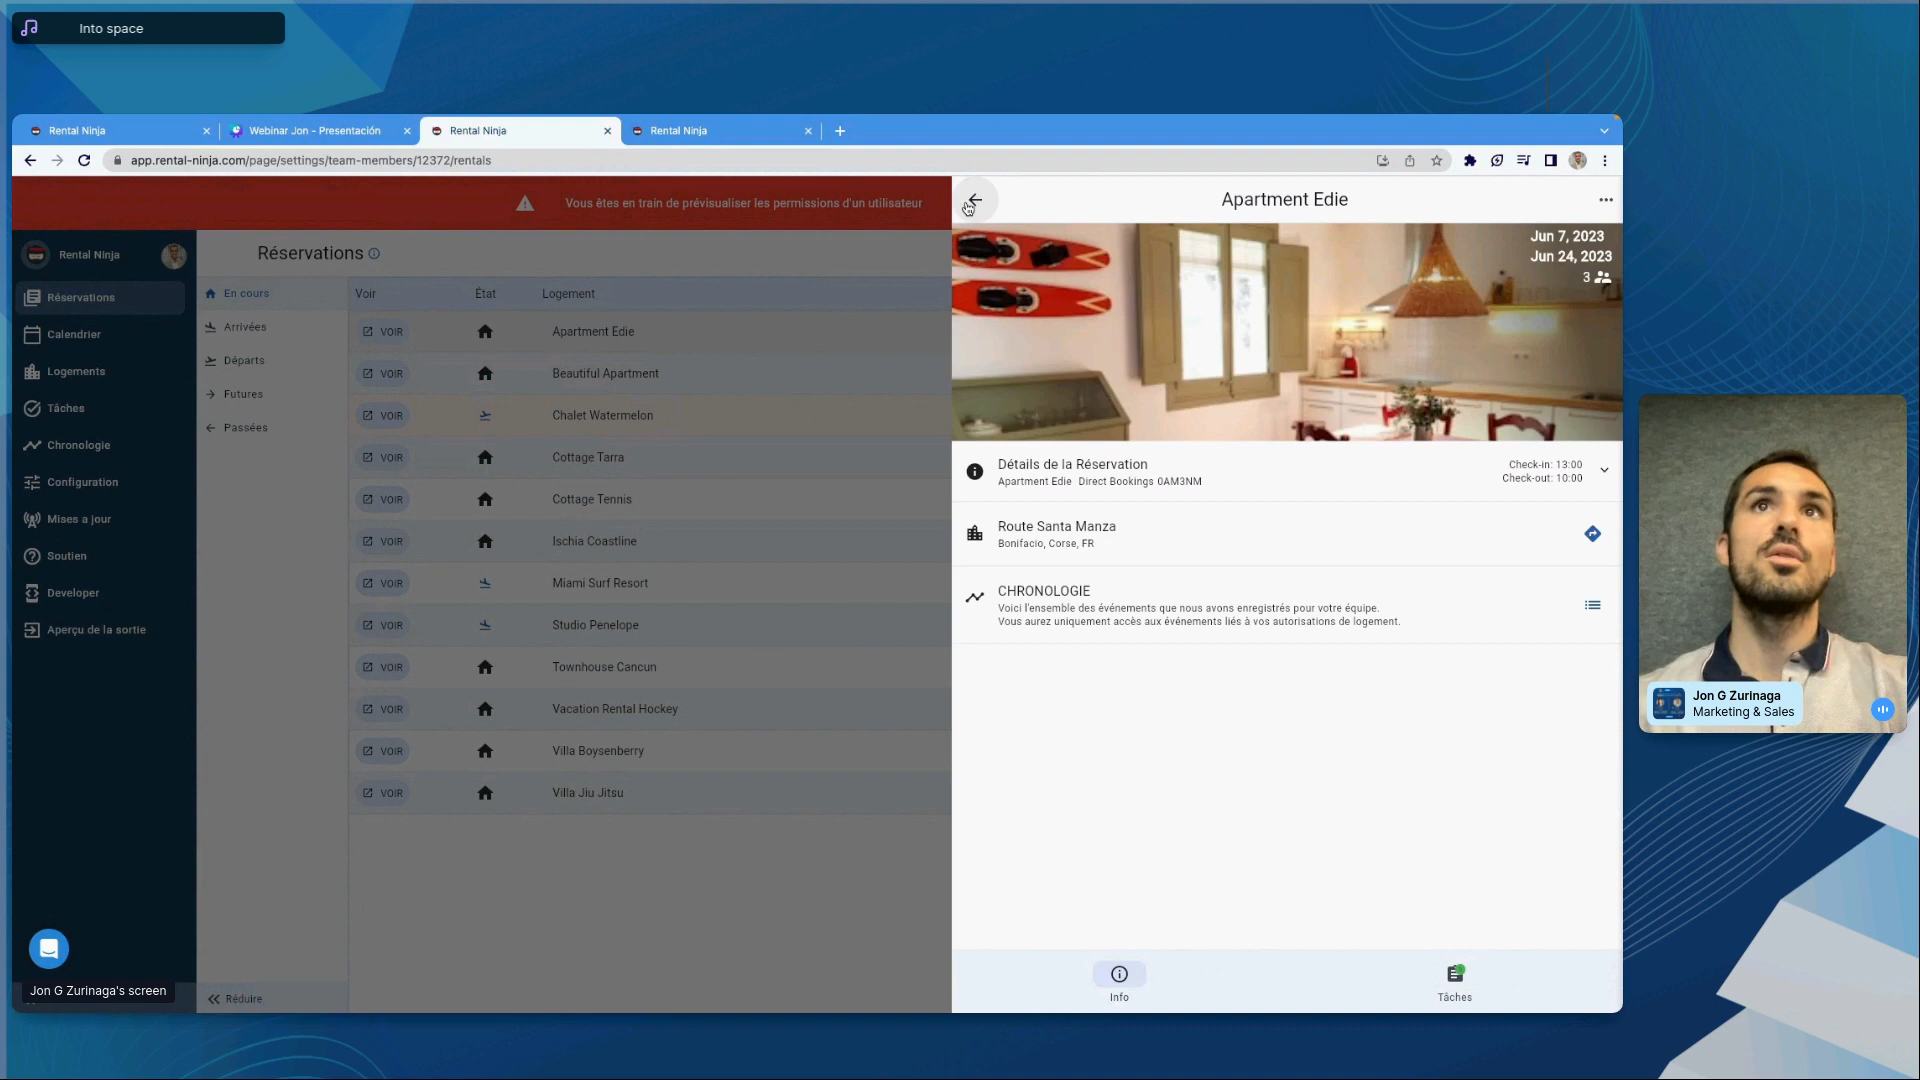 Into space
Rental Ninja
Webinar Jon - Presentación
Rental Ninja
Rental Ninja
app.rental-ninja.com/page/settings/team-members/12372/rentals
Vous êtes en train de prévisualiser les permissions d'un utilisateur
Rental Ninja
Réservations
Calendrier
Logements
Tâches
Chronologie
Configuration
Mises a jour
Soutien
Developer
Aperçu de la sortie
Jon G Zurinaga's screen
Réservations
En cours
Arrivées
Départs
Futures
Passées
Réduire
Voir État Logement
VOIR Apartment Edie
VOIR Beautiful Apartment
VOIR Chalet Watermelon
VOIR Cottage Tarra
VOIR Cottage Tennis
VOIR Ischia Coastline
VOIR Miami Surf Resort
VOIR Studio Penelope
VOIR Townhouse Cancun
VOIR Vacation Rental Hockey
VOIR Villa Boysenberry
VOIR Villa Jiu Jitsu
Apartment Edie
Jun 7, 2023
Jun 24, 2023
3
Détails de la Réservation
Apartment Edie Direct Bookings 0AM3NM
Check-in: 13:00
Check-out: 10:00
Route Santa Manza
Bonifacio, Corse, FR
CHRONOLOGIE
Voici l'ensemble des événements que nous avons enregistrés pour votre équipe.
Vous aurez uniquement accès aux événements liés à vos autorisations de logement.
Info
Tâches
Jon G Zurinaga
Marketing & Sales